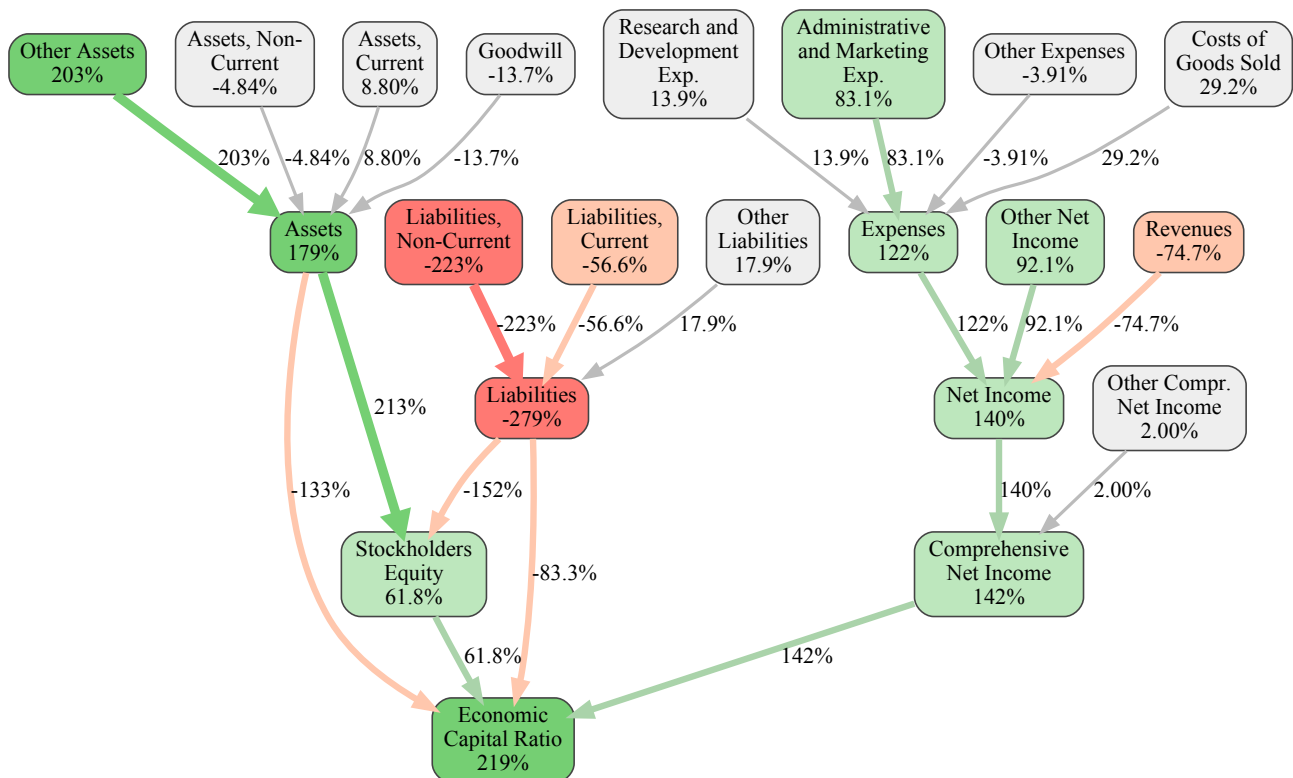 Other Assets
203%
Assets, Non-
Current
-4.84%
Assets,
Current
8.80%
Goodwill
-13.7%
Research and
Development
Exp.
13.9%
Administrative
and Marketing
Exp.
83.1%
Other Expenses
-3.91%
Costs of
Goods Sold
29.2%
203%
-4.84%
8.80%
-13.7%
13.9%
83.1%
-3.91%
29.2%
Assets
179%
Liabilities,
Non-Current
-223%
Liabilities,
Current
-56.6%
Other
Liabilities
17.9%
Expenses
122%
Other Net
Income
92.1%
Revenues
-74.7%
-223%
-56.6%
17.9%
122%
92.1%
-74.7%
213%
Liabilities
-279%
Net Income
140%
Other Compr.
Net Income
2.00%
-133%
-152%
140%
2.00%
Stockholders
Equity
61.8%
-83.3%
Comprehensive
Net Income
142%
61.8%
142%
Economic
Capital Ratio
219%